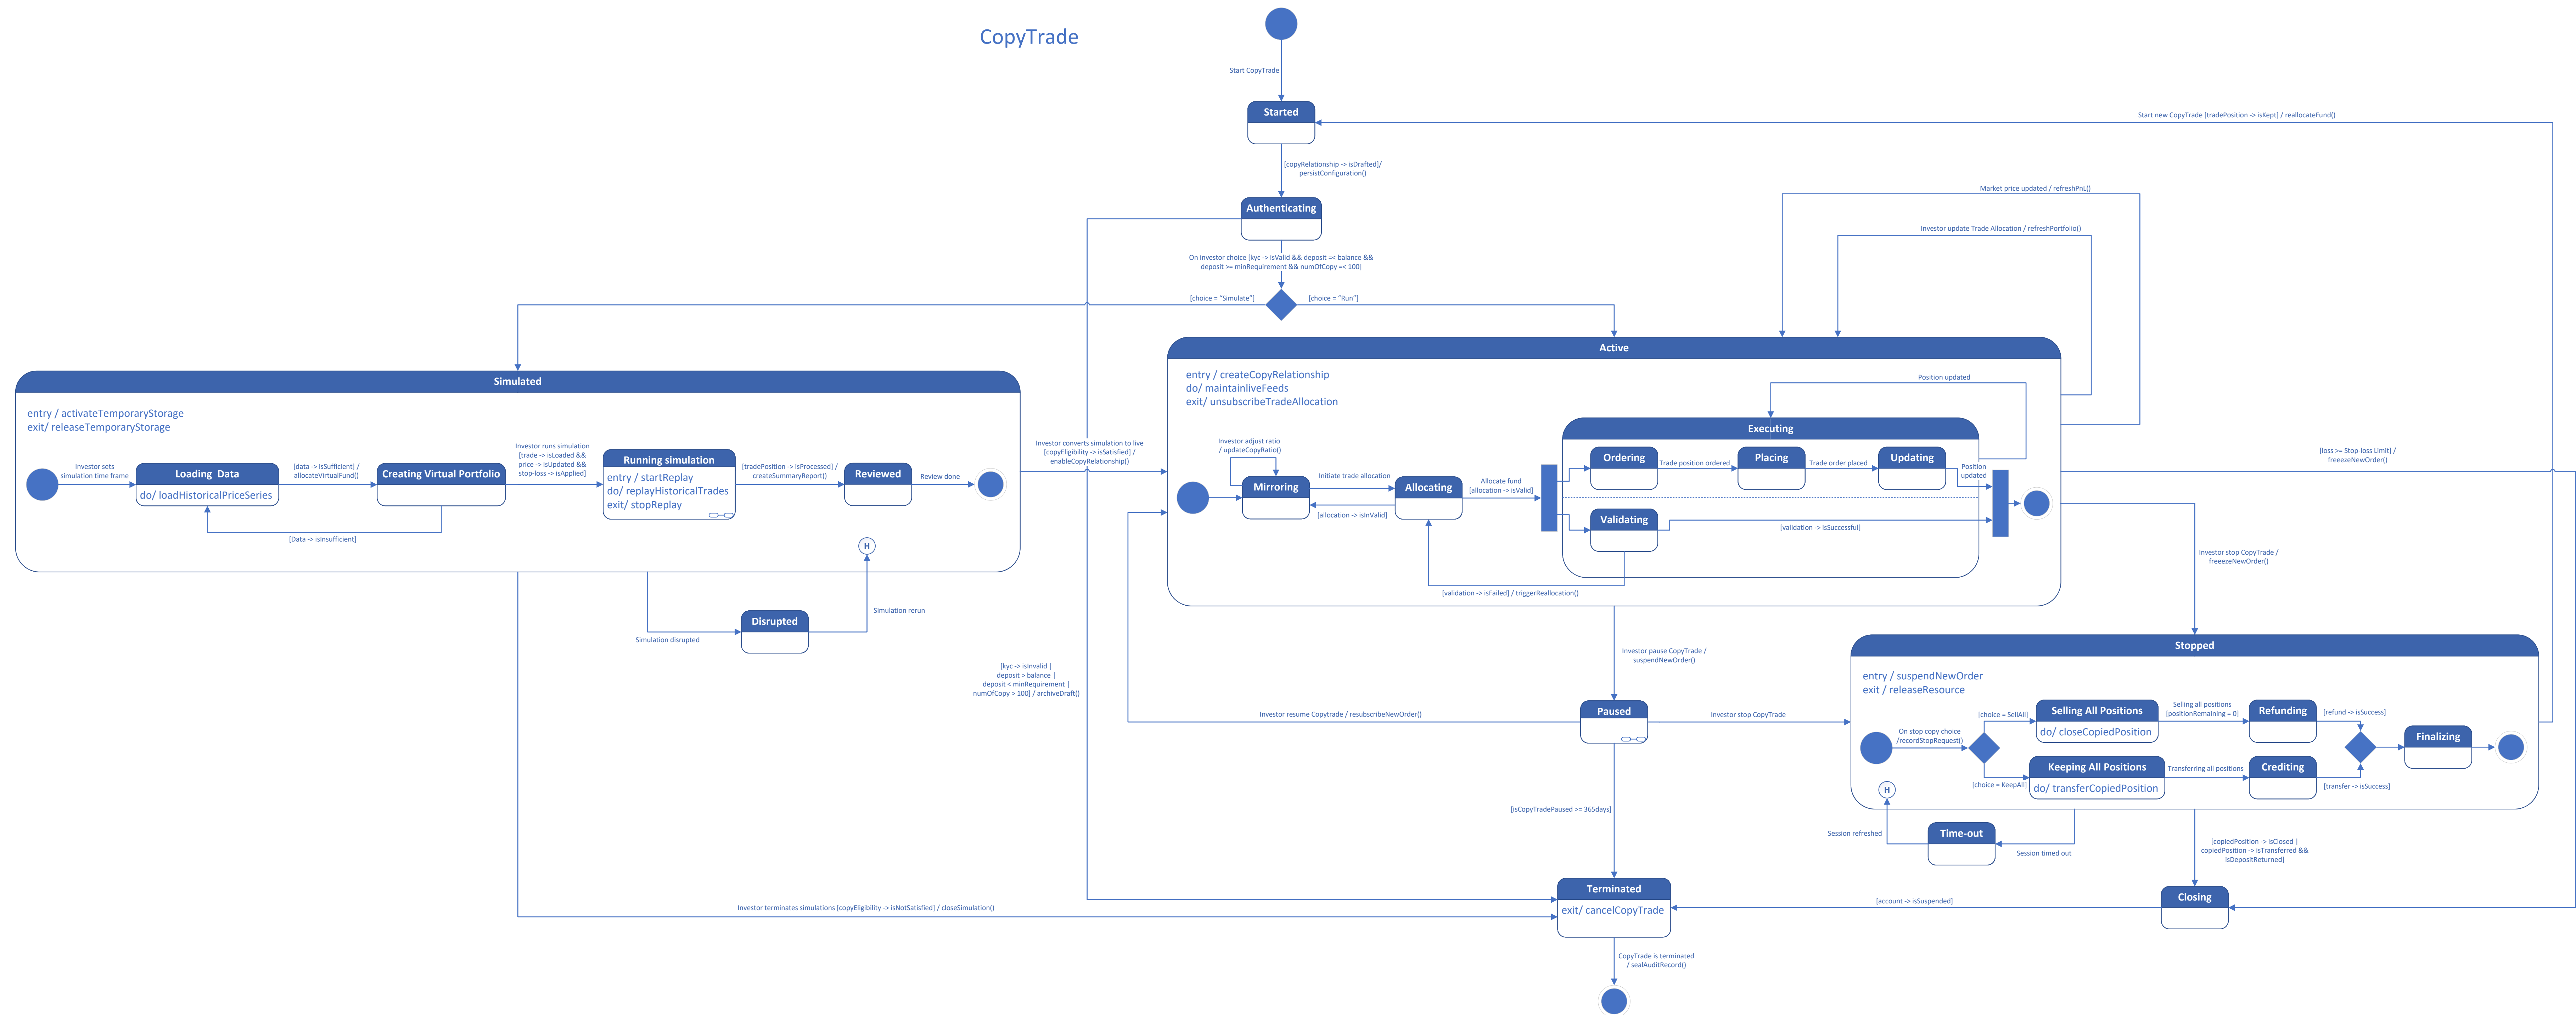 CopyTrade
Start CopyTrade
Started
Start new CopyTrade [tradePosition -> isKept] / reallocateFund()
[copyRelationship -> isDrafted]/
persistConfiguration()
Authenticating
Market price updated / refreshPnL()
Investor update Trade Allocation / refreshPortfolio()
On investor choice [kyc -> isValid && deposit =< balance &&
deposit >= minRequirement && numOfCopy =< 100]
[choice = "Simulate"]
[choice = "Run"]
Simulated
entry / activateTemporaryStorage
exit/ releaseTemporaryStorage
Investor sets
simulation time frame
Loading  Data
do/ loadHistoricalPriceSeries
[data -> isSufficient] /
allocateVirtualFund()
Creating Virtual Portfolio
[Data -> isInsufficient]
Investor runs simulation
[trade -> isLoaded &&
price -> isUpdated &&
stop-loss -> isApplied]
Running simulation
entry / startReplay
do/ replayHistoricalTrades
exit/ stopReplay
[tradePosition -> isProcessed] /
createSummaryReport()
Reviewed
Review done
H
Simulation rerun
Disrupted
Simulation disrupted
Investor converts simulation to live
[copyEligibility -> isSatisfied] /
enableCopyRelationship()
Active
entry / createCopyRelationship
do/ maintainliveFeeds
exit/ unsubscribeTradeAllocation
Investor adjust ratio
/ updateCopyRatio()
Mirroring
Initiate trade allocation
[allocation -> isInValid]
Allocating
Allocate fund
[allocation -> isValid]
Position updated
Executing
Ordering
Trade position ordered
Placing
Trade order placed
Updating
Position
updated
Validating
[validation -> isSuccessful]
[validation -> isFailed] / triggerReallocation()
[loss >= Stop-loss Limit] /
freeezeNewOrder()
Investor stop CopyTrade /
freeezeNewOrder()
Investor pause CopyTrade /
suspendNewOrder()
[kyc -> isInvalid |
deposit > balance |
deposit < minRequirement |
numOfCopy > 100] / archiveDraft()
Investor resume Copytrade / resubscribeNewOrder()
Paused
Investor stop CopyTrade
Stopped
entry / suspendNewOrder
exit / releaseResource
On stop copy choice
/recordStopRequest()
[choice = SellAll]
Selling All Positions
do/ closeCopiedPosition
Selling all positions
[positionRemaining = 0]
Refunding
[refund -> isSuccess]
Finalizing
[choice = KeepAll]
Keeping All Positions
do/ transferCopiedPosition
Transferring all positions
Crediting
[transfer -> isSuccess]
H
Session refreshed
Time-out
Session timed out
[copiedPosition -> isClosed |
copiedPosition -> isTransferred &&
isDepositReturned]
[isCopyTradePaused >= 365days]
Terminated
exit/ cancelCopyTrade
Investor terminates simulations [copyEligibility -> isNotSatisfied] / closeSimulation()
[account -> isSuspended]
Closing
CopyTrade is terminated
/ sealAuditRecord()